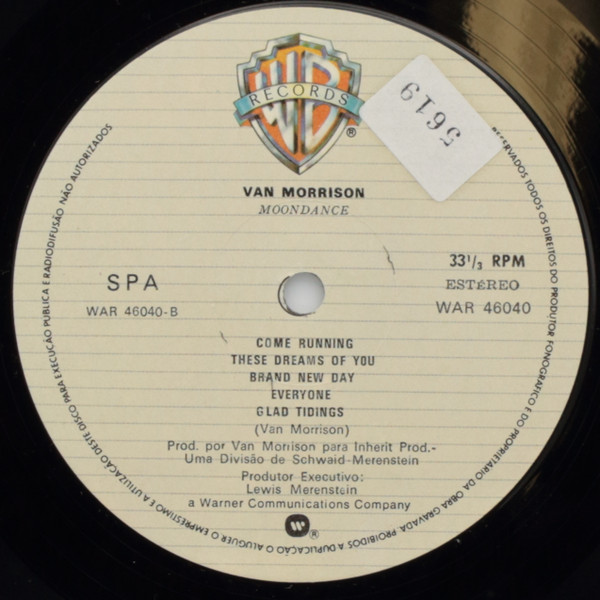 WB
RECORDS
®
5619
VAN MORRISON
MOONDANCE
33 1/3 RPM
SPA
ESTÉREO
WAR 46040-B
WAR 46040
COME RUNNING
THESE DREAMS OF YOU
BRAND NEW DAY
EVERYONE
GLAD TIDINGS
(Van Morrison)
Prod. por Van Morrison para Inherit Prod.-
Uma Divisão de Schwaid-Merenstein
Produtor Executivo:
Lewis Merenstein
a Warner Communications Company
®
RESERVADOS TODOS OS DIREITOS DO PRODUTOR FONOGRÁFICO E DO PROPRIETÁRIO DA OBRA GRAVADA PROIBIDOS A DUPLICAÇÃO O ALUGUER O EMPRÉSTIMO E A UTILIZAÇÃO DESTE DISCO PARA EXECUÇÃO PÚBLICA E RADIODIFUSÃO NÃO AUTORIZADOS